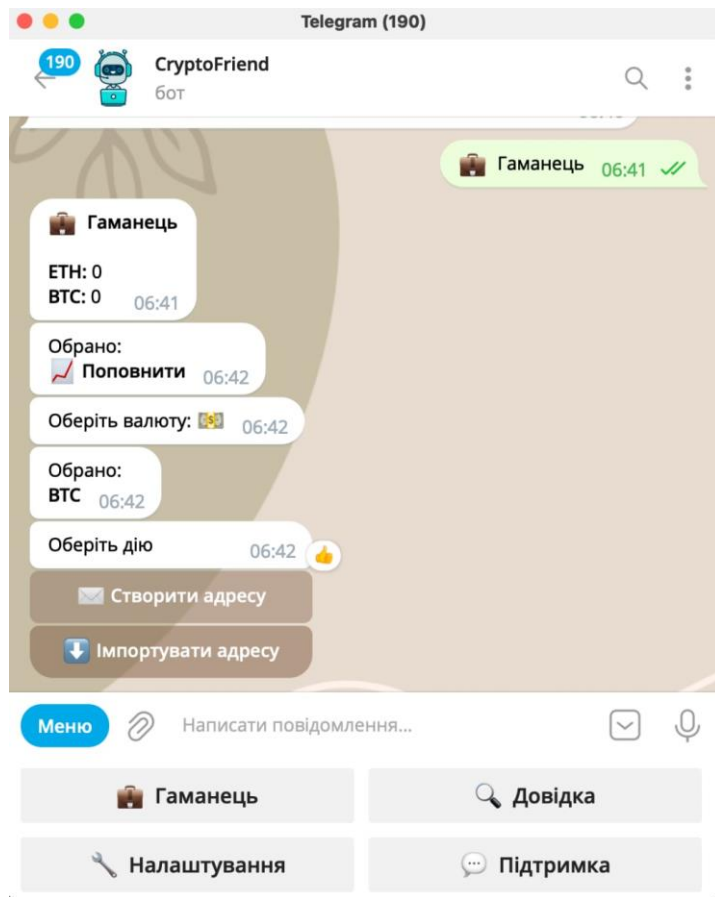 Telegram (190)
190
CryptoFriend
бот
Гаманець 06:41
Гаманець
ETH: 0
BTC: 0 06:41
Обрано:
Поповнити 06:42
Оберіть валюту: 06:42
Обрано:
BTC 06:42
Оберіть дію 06:42
Створити адресу
Імпортувати адресу
Меню Написати повідомлення...
Гаманець Довідка
Налаштування Підтримка